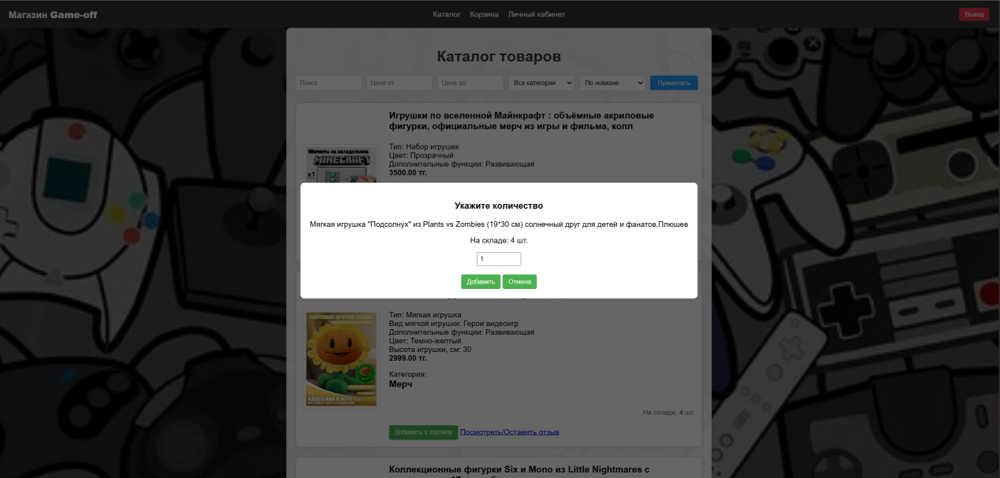 Магазин Game-off
Каталог Корзина Личный кабинет
Выход
Каталог товаров
Поиск... Цена от Цена до Все категории По новизне Применить
Игрушки по вселенной Майнкрафт : объёмные акриловые
фигурки, официальные мерч из игры и фильма, колл
Тип: Набор игрушек
Цвет: Прозрачный
Дополнительные функции: Развивающая
3500.00 тг.
Магниты на холодильник
MINECRAFT
x1
Укажите количество
Мягкая игрушка "Подсолнух" из Plants vs Zombies (19*30 см) солнечный друг для детей и фанатов,Плюшев
На складе: 4 шт.
1
Добавить Отмена
Тип: Мягкая игрушка
Вид мягкой игрушки: Герои видеоигр
Дополнительные функции: Развивающая
Цвет: Темно-желтый
Высота игрушки, см: 30
2999.00 тг.
Категория:
Мерч
На складе: 4 шт.
Добавить в корзину Посмотреть/Оставить отзыв
Коллекционные фигурки Six и Mono из Little Nightmares с